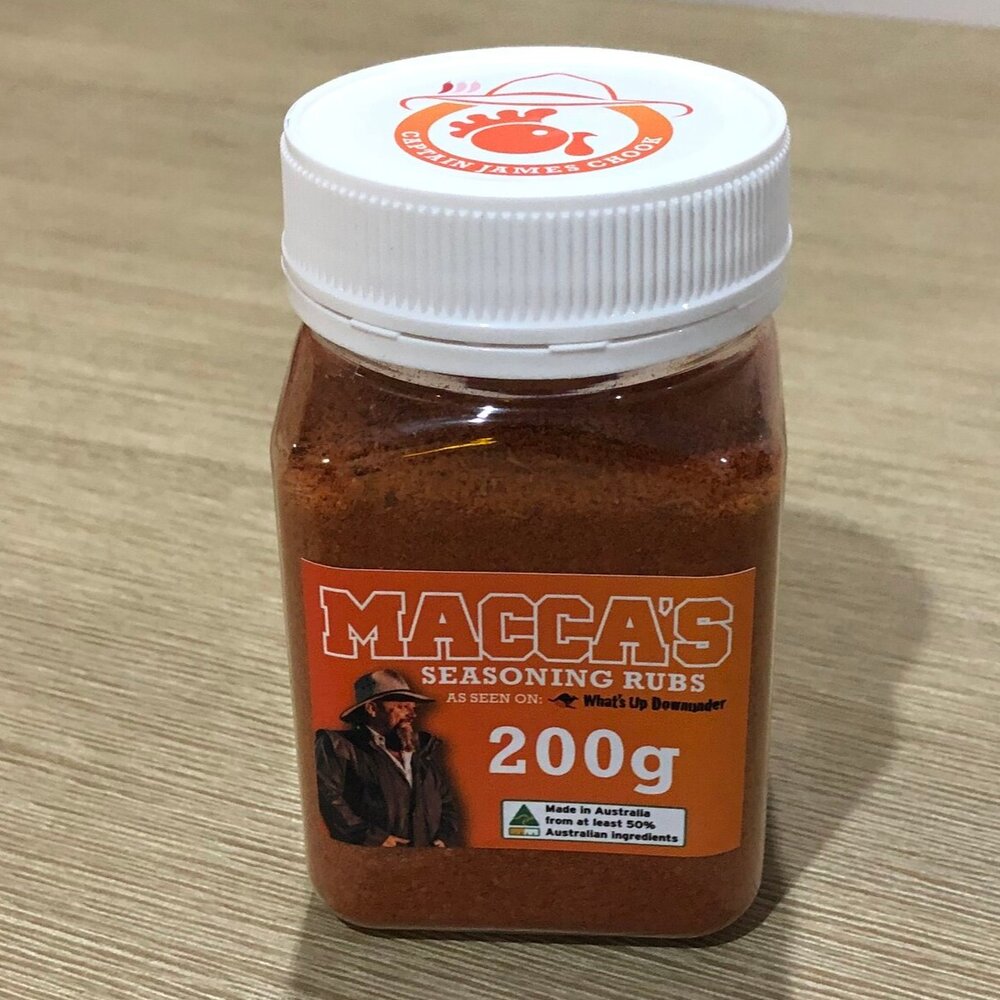 CAPTAIN JAMES CHOOK
MACCA'S
SEASONING RUBS
AS SEEN ON: What's Up Downunder
200g
Made in Australia
from at least 50%
Australian ingredients